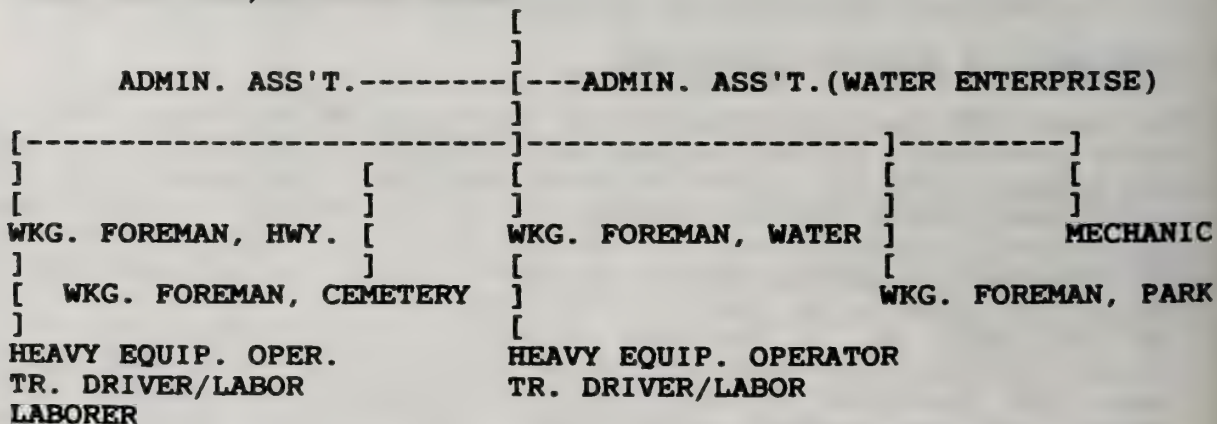 ADMIN. ASS'T.--------[---ADMIN. ASS'T.(WATER ENTERPRISE)
WKG. FOREMAN, HWY. [ WKG. FOREMAN, WATER ] MECHANIC
[ WKG. FOREMAN, CEMETERY ] WKG. FOREMAN, PARK
HEAVY EQUIP. OPER. HEAVY EQUIP. OPERATOR
TR. DRIVER/LABOR TR. DRIVER/LABOR
LABORER